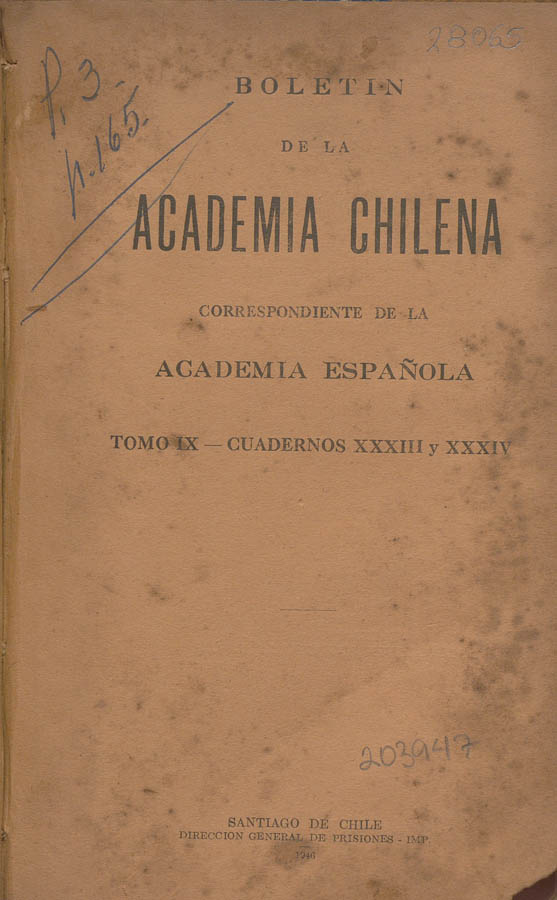 28065
P. 3.
n. 165.
BOLETIN
DE LA
ACADEMIA CHILENA
CORRESPONDIENTE DE LA
ACADEMIA ESPAÑOLA
TOMO IX — CUADERNOS XXXIII y XXXIV
203947
SANTIAGO DE CHILE
DIRECCION GENERAL DE PRISIONES - IMP.
1946